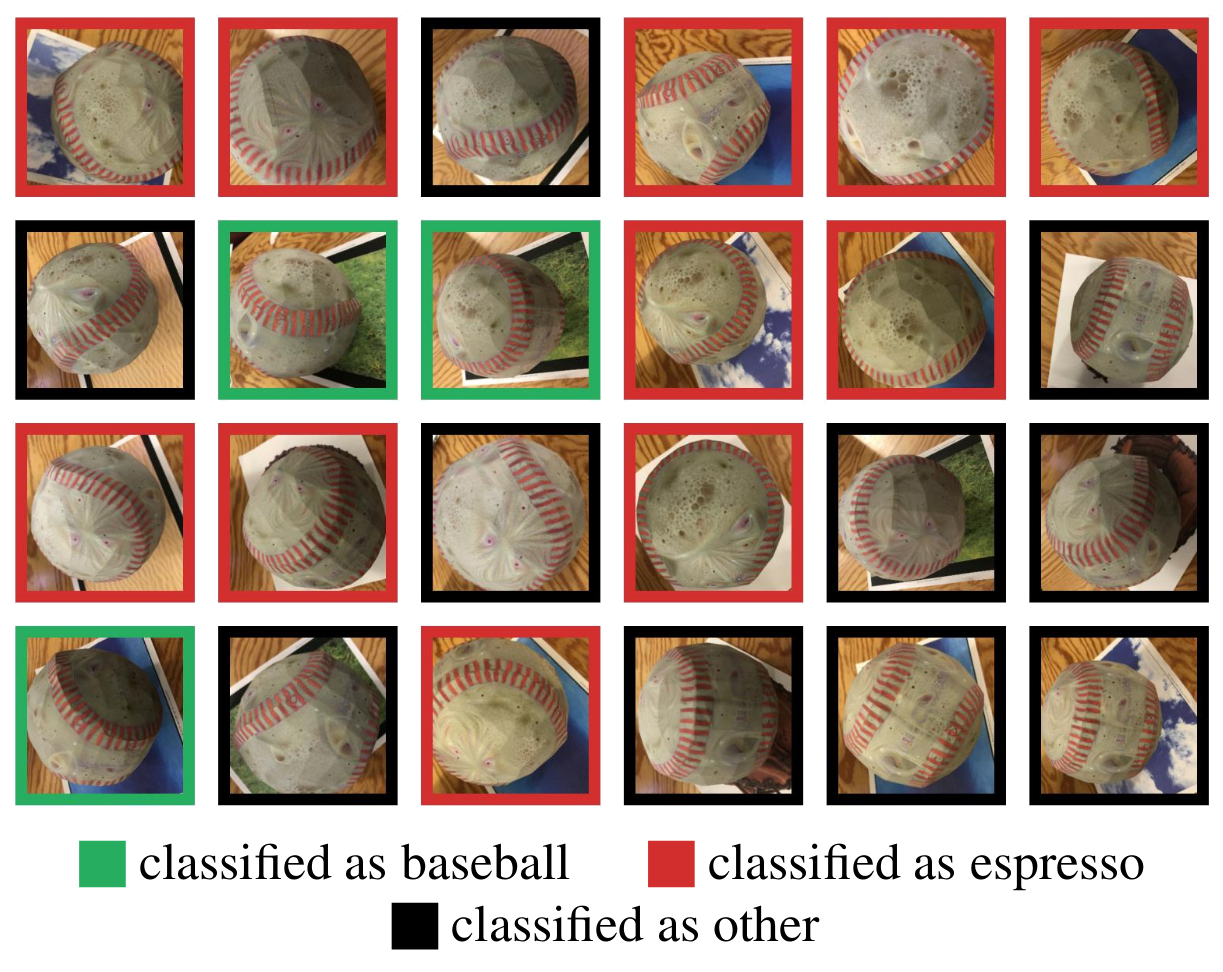 classified as baseball
classified as espresso
classified as other